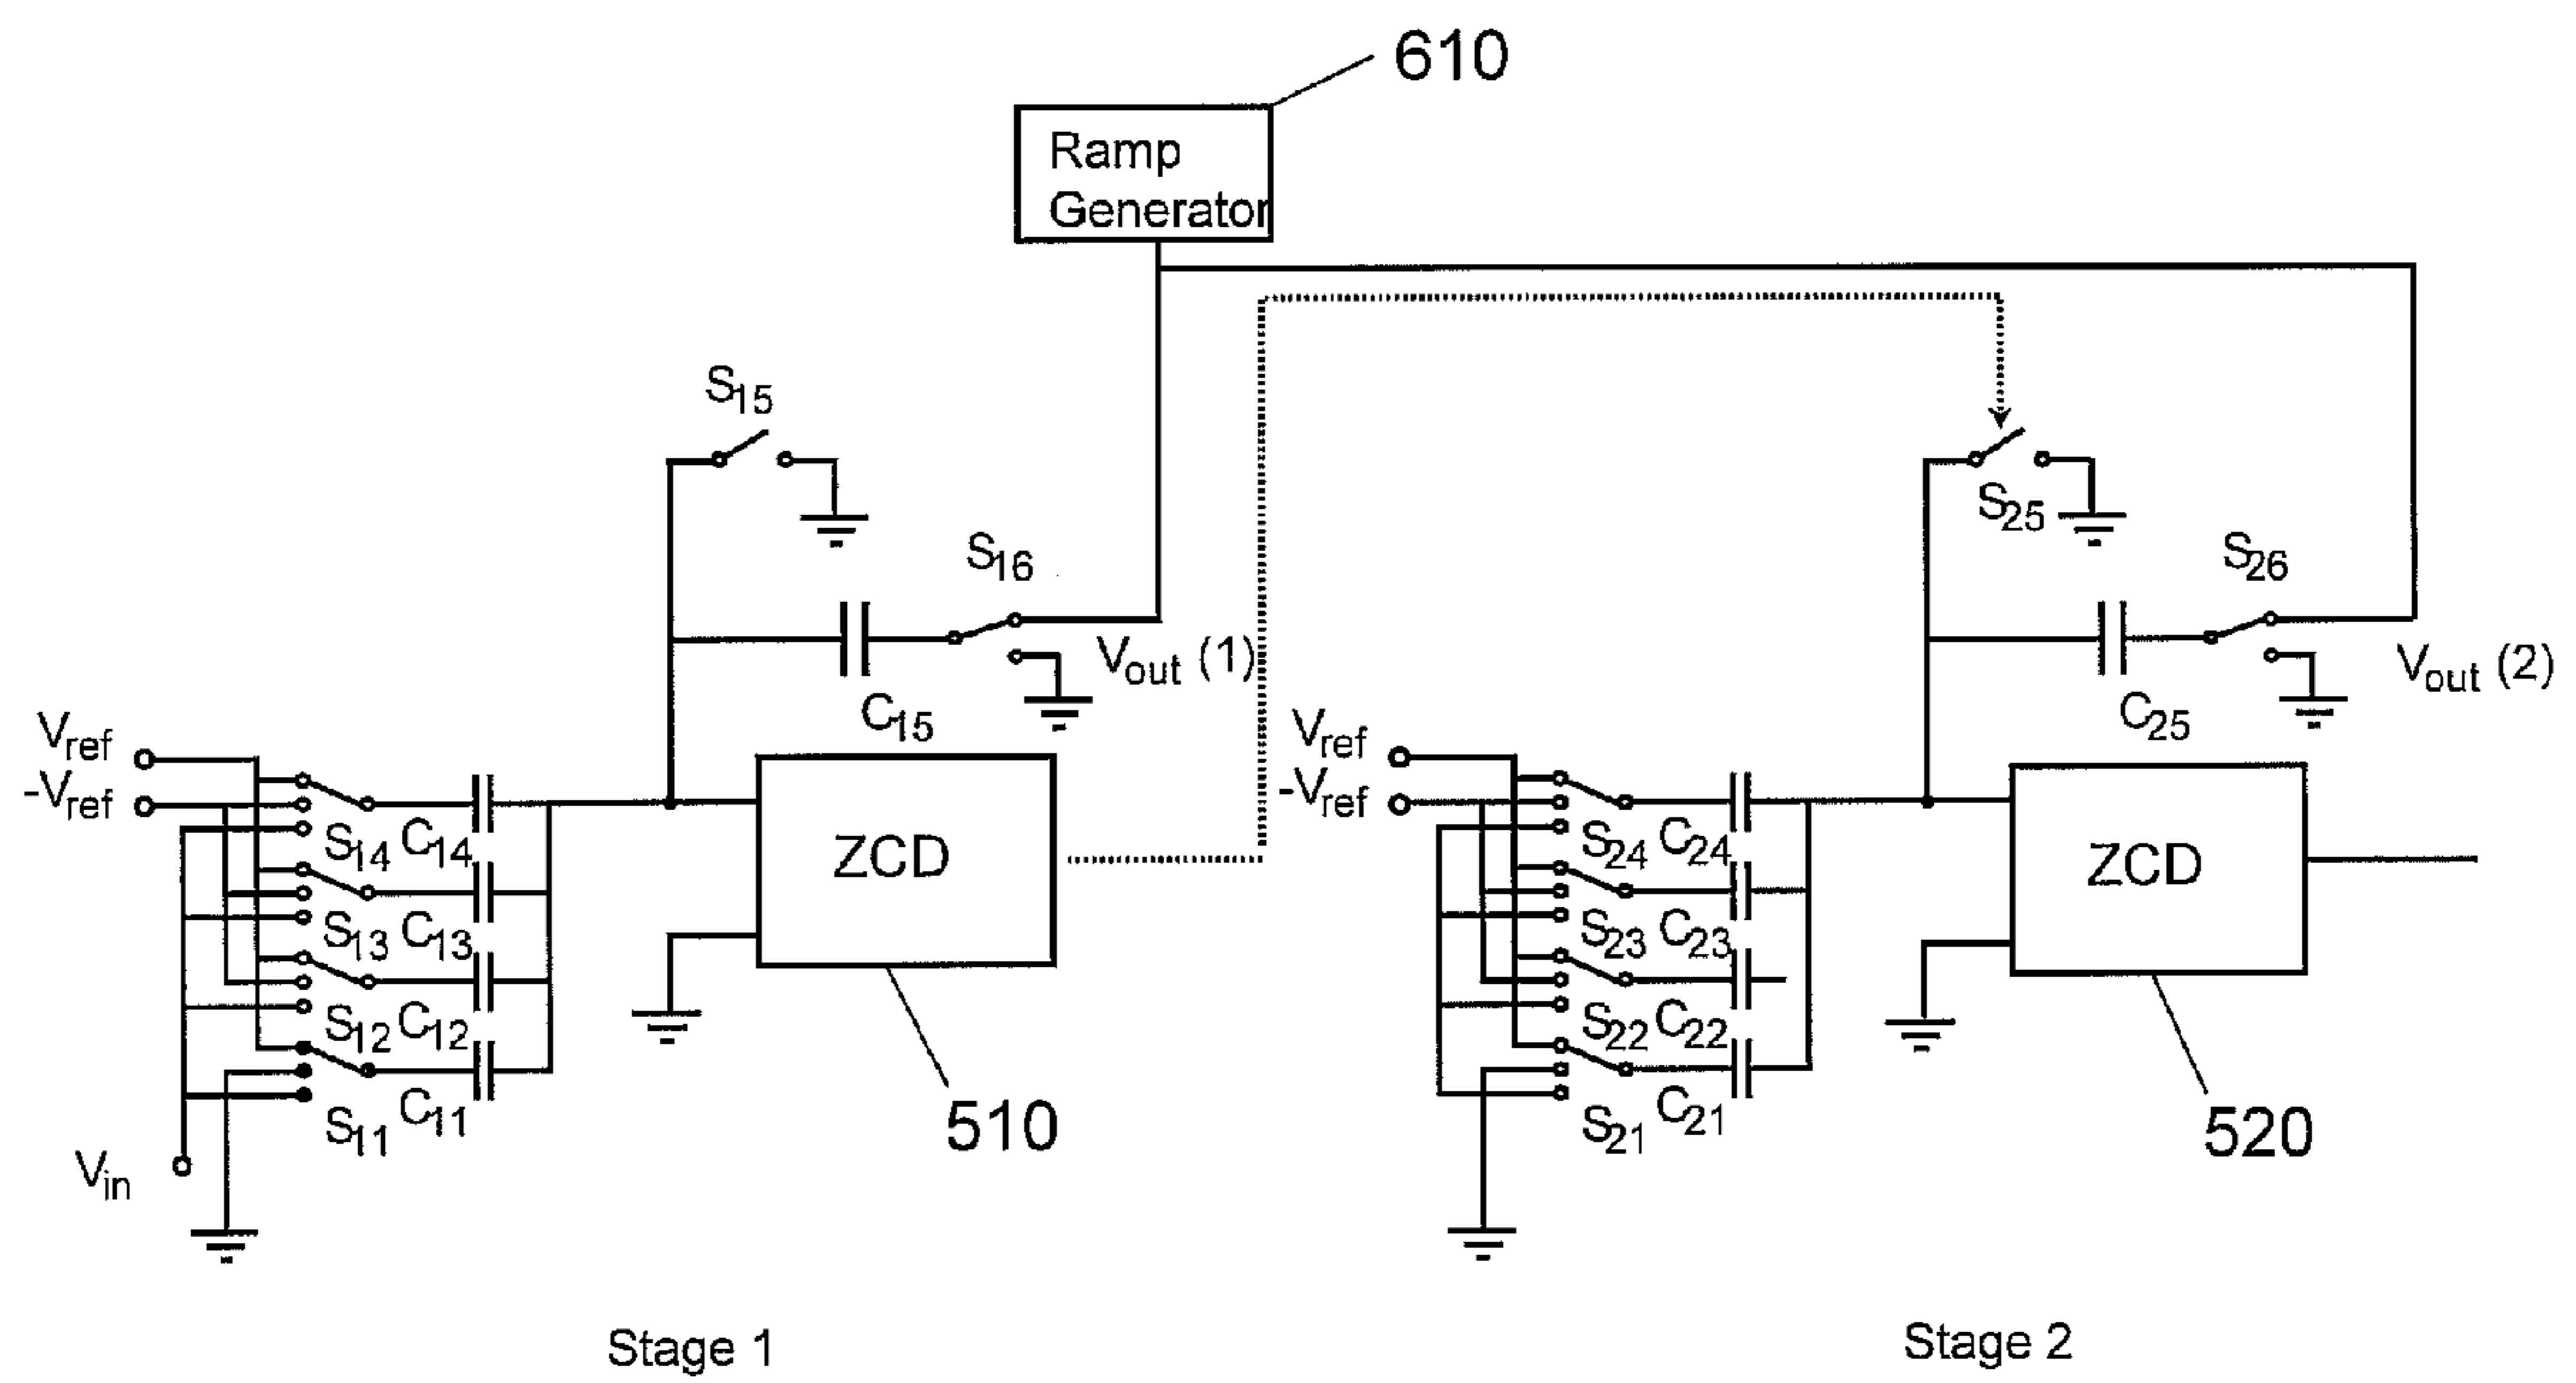 610
Ramp
Generator
S15
S25
S16
S26
Vout (1)
Vout (2)
C15
C25
Vref
-Vref
Vref
-Vref
ZCD
ZCD
S14 C14
S24 C24
S13 C13
S23 C23
S12 C12
S22 C22
S11 C11
S21 C21
510
520
Vin
Stage 1
Stage 2